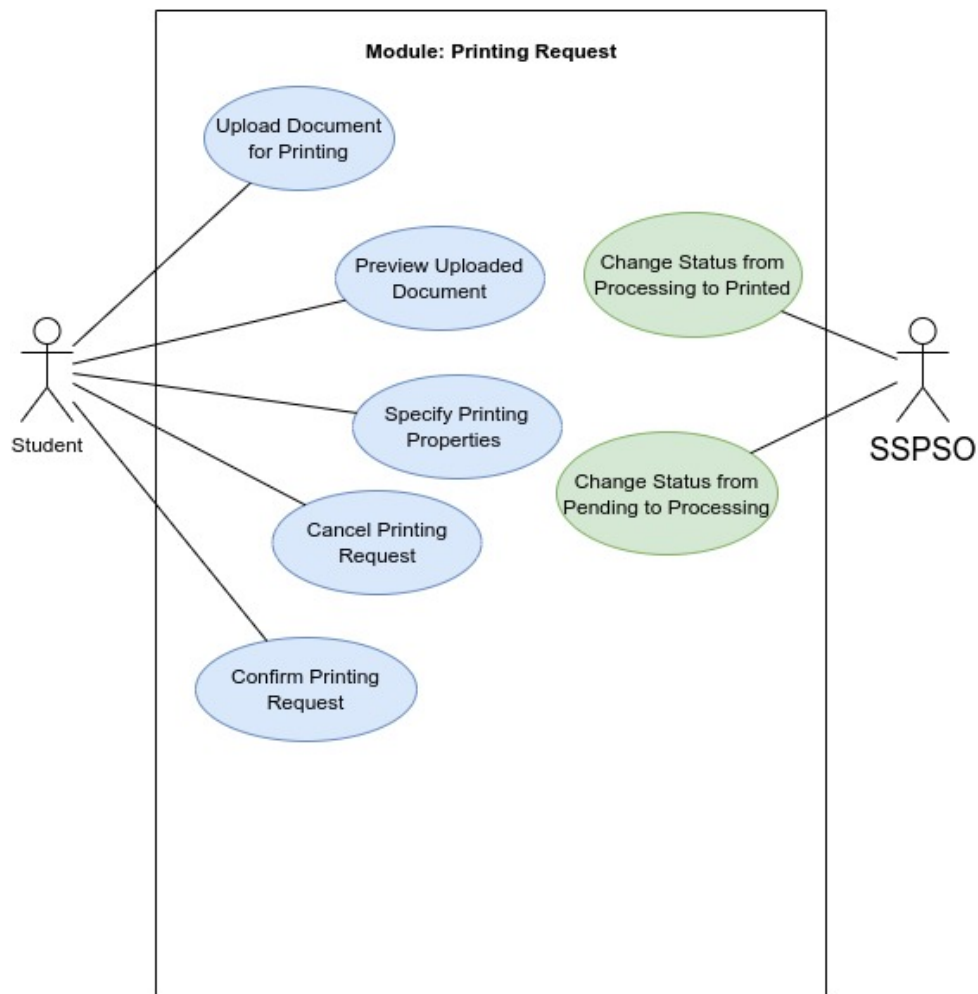 Module: Printing Request
Upload Document
for Printing
Preview Uploaded
Document
Change Status from
Processing to Printed
Specify Printing
Properties
Student
SSPSO
Change Status from
Pending to Processing
Cancel Printing
Request
Confirm Printing
Request